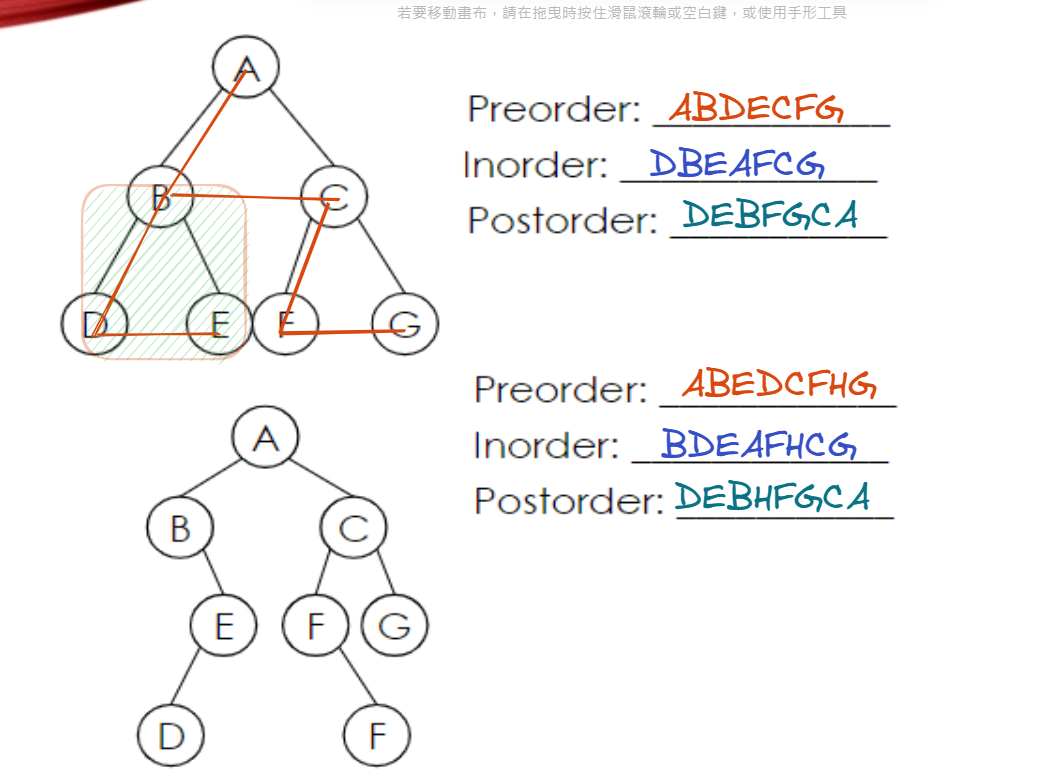 若要移動畫布，請在拖曳時按住滑鼠滾輪或空白鍵，或使用手形工具
A
B C
D E F G
Preorder: ABDECFG
Inorder: DBEAFCG
Postorder: DEBFGCA
A
B C
E F G
D F
Preorder: ABEDCFHG
Inorder: BDEAFHCG
Postorder: DEBHFGCA